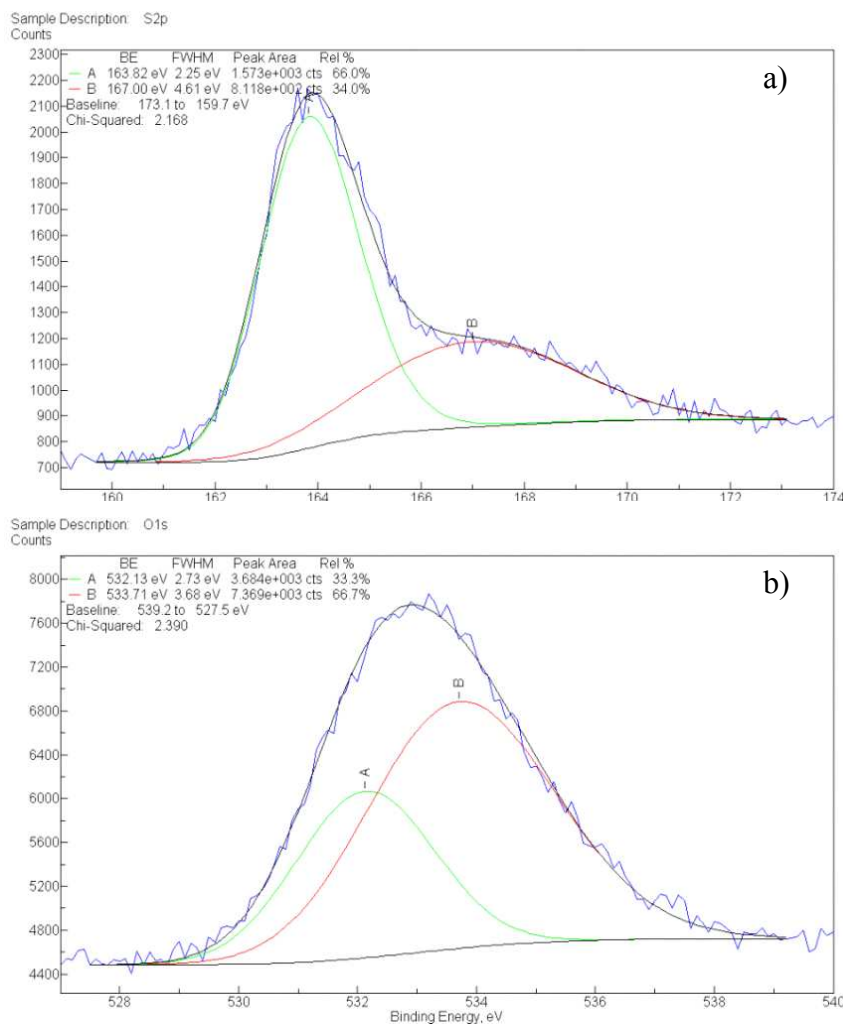 Sample Description: S2p
Counts
BE FWHM Peak Area Rel %
A 163.82 eV 2.25 eV 1.573e+003 cts 66.0%
B 167.00 eV 4.61 eV 8.118e+002 cts 34.0%
Baseline: 173.1 to 159.7 eV
Chi-Squared: 2.168
a)
2300
2200
2100
2000
1900
1800
1700
1600
1500
1400
1300
1200
1100
1000
900
800
700
A
B
160 162 164 166 168 170 172 174
Sample Description: O1s
Counts
BE FWHM Peak Area Rel %
A 532.13 eV 2.73 eV 3.684e+003 cts 33.3%
B 533.71 eV 3.68 eV 7.369e+003 cts 66.7%
Baseline: 539.2 to 527.5 eV
Chi-Squared: 2.390
b)
8000
7600
7200
6800
6400
6000
5600
5200
4800
4400
A
B
528 530 532 534 536 538 540
Binding Energy, eV